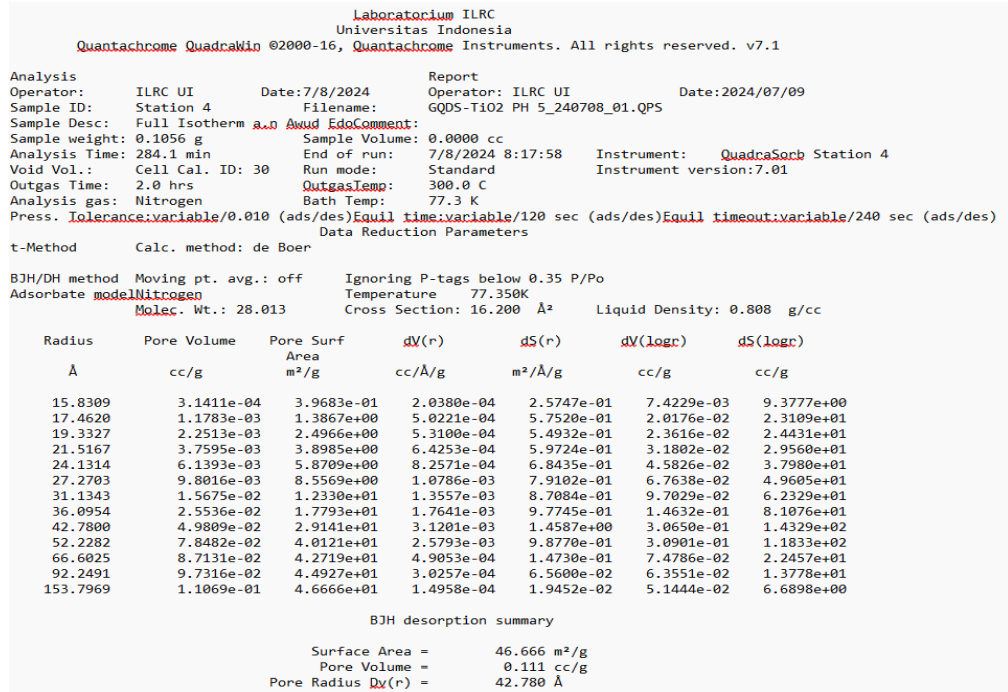 Laboratorium ILRC
Universitas Indonesia
Quantachrome QuadraWin ©2000-16, Quantachrome Instruments. All rights reserved. v7.1
Analysis Report
Operator: ILRC UI Date:7/8/2024 Operator: ILRC UI Date:2024/07/09
Sample ID: Station 4 Filename: GQDS-TiO2 PH 5_240708_01.QPS
Sample Desc: Full Isotherm a.n Awud EdoComment:
Sample weight: 0.1056 g Sample Volume: 0.0000 cc
Analysis Time: 284.1 min End of run: 7/8/2024 8:17:58 Instrument: QuadraSorb Station 4
Void Vol.: Cell Cal. ID: 30 Run mode: Standard Instrument version:7.01
Outgas Time: 2.0 hrs OutgasTemp: 300.0 C
Analysis gas: Nitrogen Bath Temp: 77.3 K
Press. Tolerance:variable/0.010 (ads/des)Equil time:variable/120 sec (ads/des)Equil timeout:variable/240 sec (ads/des)
Data Reduction Parameters
t-Method Calc. method: de Boer
BJH/DH method Moving pt. avg.: off Ignoring P-tags below 0.35 P/Po
Adsorbate modelNitrogen Temperature 77.350K
Molec. Wt.: 28.013 Cross Section: 16.200 Å² Liquid Density: 0.808 g/cc
Radius Pore Volume Pore Surf dV(r) dS(r) dV(logr) dS(logr)
Area
Å cc/g m²/g cc/Å/g m²/Å/g cc/g cc/g
15.8309 3.1411e-04 3.9683e-01 2.0380e-04 2.5747e-01 7.4229e-03 9.3777e+00
17.4620 1.1783e-03 1.3867e+00 5.0221e-04 5.7520e-01 2.0176e-02 2.3109e+01
19.3327 2.2513e-03 2.4966e+00 5.3100e-04 5.4932e-01 2.3616e-02 2.4431e+01
21.5167 3.7595e-03 3.8985e+00 6.4253e-04 5.9724e-01 3.1802e-02 2.9560e+01
24.1314 6.1393e-03 5.8709e+00 8.2571e-04 6.8435e-01 4.5826e-02 3.7980e+01
27.2703 9.8016e-03 8.5569e+00 1.0786e-03 7.9102e-01 6.7638e-02 4.9605e+01
31.1343 1.5675e-02 1.2330e+01 1.3557e-03 8.7084e-01 9.7029e-02 6.2329e+01
36.0954 2.5536e-02 1.7793e+01 1.7641e-03 9.7745e-01 1.4632e-01 8.1076e+01
42.7800 4.9809e-02 2.9141e+01 3.1201e-03 1.4587e+00 3.0650e-01 1.4329e+02
52.2282 7.8482e-02 4.0121e+01 2.5793e-03 9.8770e-01 3.0901e-01 1.1833e+02
66.6025 8.7131e-02 4.2719e+01 4.9053e-04 1.4730e-01 7.4786e-02 2.2457e+01
92.2491 9.7316e-02 4.4927e+01 3.0257e-04 6.5600e-02 6.3551e-02 1.3778e+01
153.7969 1.1069e-01 4.6666e+01 1.4958e-04 1.9452e-02 5.1444e-02 6.6898e+00
BJH desorption summary
Surface Area = 46.666 m²/g
Pore Volume = 0.111 cc/g
Pore Radius Dv(r) = 42.780 Å